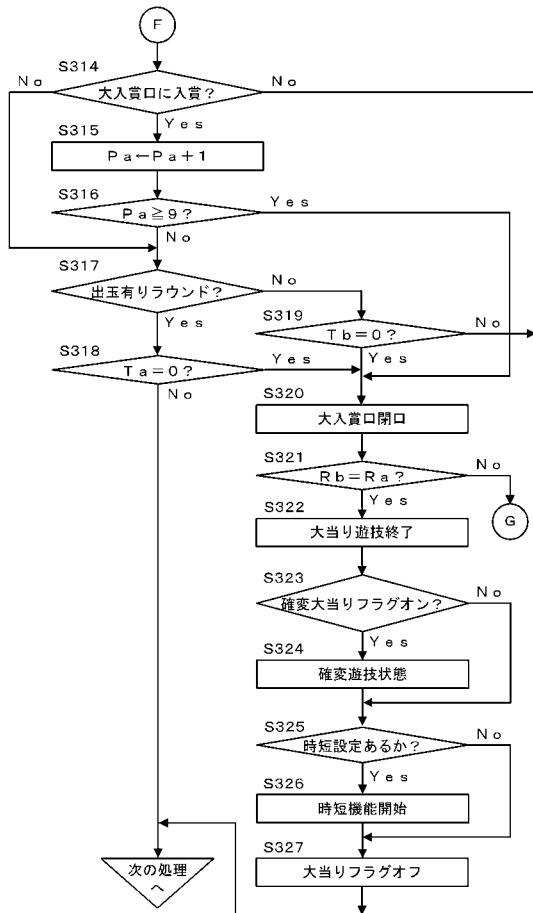 F
S314
No
大入賞口に入賞?
No
Yes
S315
Pa←Pa+1
S316
Pa≧9?
Yes
No
S317
出玉有りラウンド?
No
Yes
S319
Tb=0?
No
Yes
S318
Ta=0?
Yes
No
S320
大入賞口閉口
S321
Rb=Ra?
No
Yes
G
S322
大当り遊技終了
S323
確変大当りフラグオン?
No
Yes
S324
確変遊技状態
S325
時短設定あるか?
No
Yes
S326
時短機能開始
S327
大当りフラグオフ
次の処理
へ